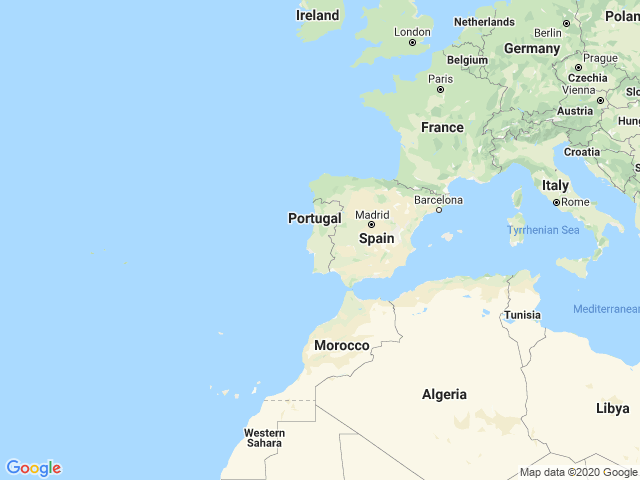 Ireland
Netherlands
Berlin
Polan
London
Germany
Belgium
Prague
Czechia
Paris
Vienna
Slo
Austria
Hung
France
Croatia
S
Italy
Barcelona
Rome
Portugal
Madrid
Spain
Tyrrhenian Sea
Mediterranean
Tunisia
Morocco
Algeria
Libya
Western
Sahara
Google
Map data ©2020 Google